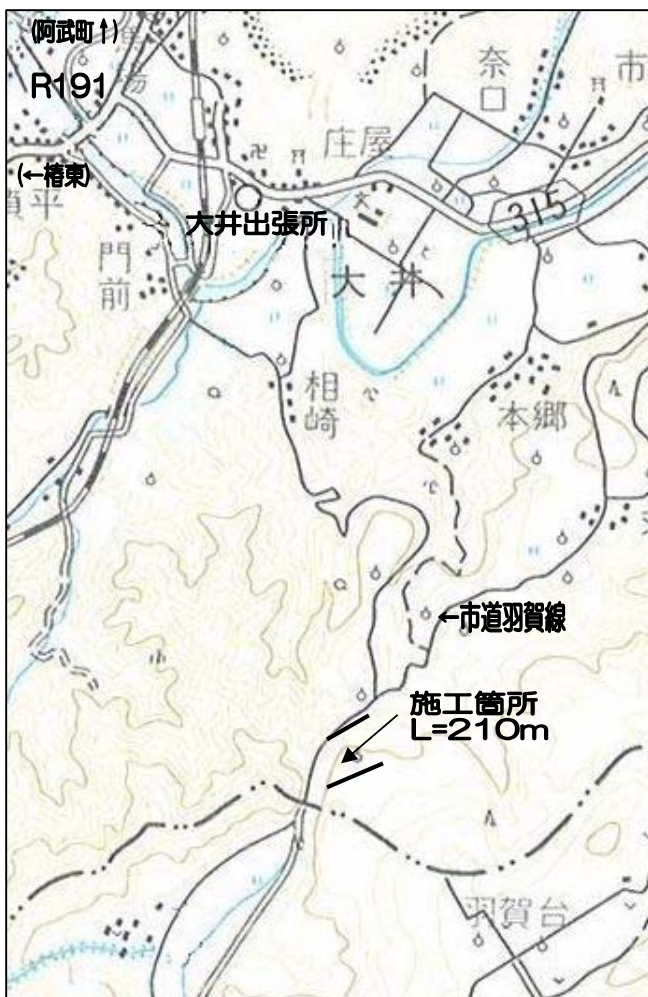 (阿武町↑)
R191
(←椿東)
門前
庄屋
奈口
市
大井出張所
315
大井
相崎
本郷
←市道羽賀線
施工箇所
L=210m
羽賀台